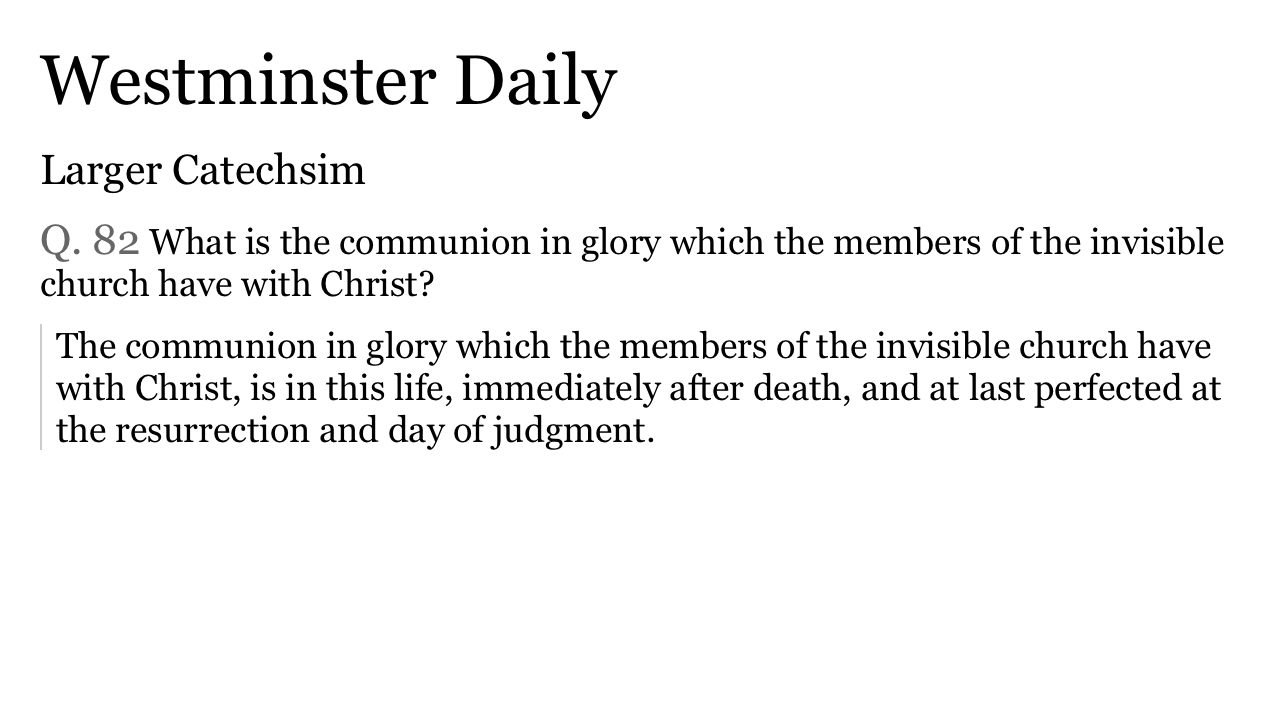 Westminster Daily
Larger Catechsim
Q. 82 What is the communion in glory which the members of the invisible
church have with Christ?
The communion in glory which the members of the invisible church have
with Christ, is in this life, immediately after death, and at last perfected at
the resurrection and day of judgment.